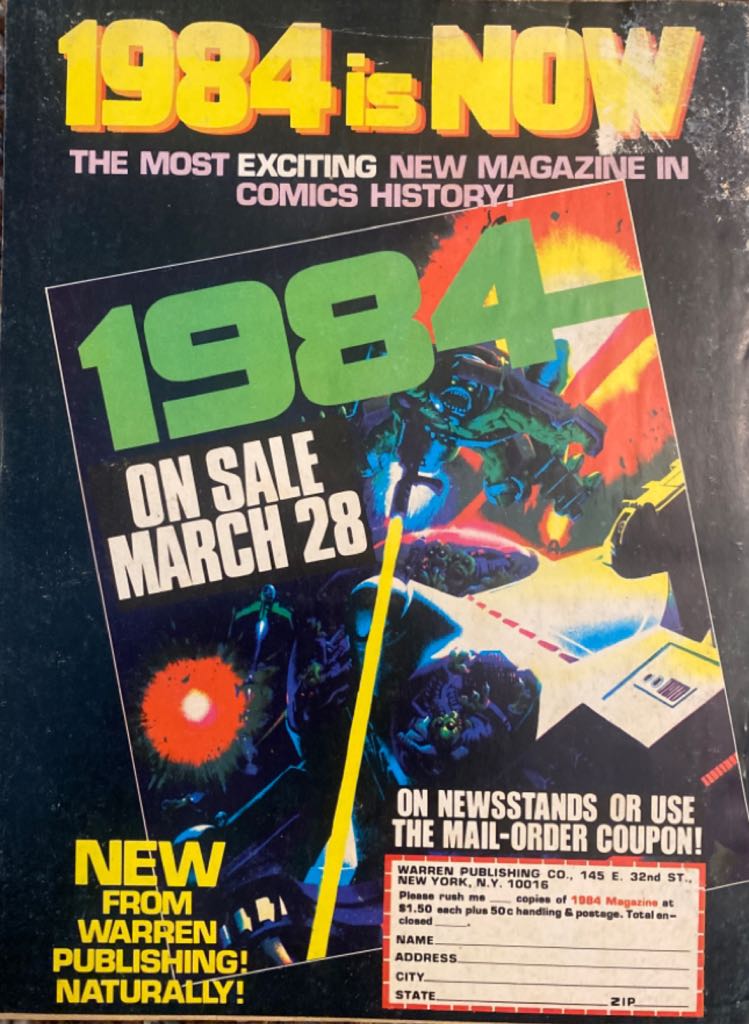 1984 is NOW
THE MOST EXCITING NEW MAGAZINE IN
COMICS HISTORY!
1984
ON SALE
MARCH 28
ON NEWSSTANDS OR USE
THE MAIL-ORDER COUPON!
NEW
FROM
WARREN
PUBLISHING!
NATURALLY!
WARREN PUBLISHING CO., 145 E. 32nd ST.,
NEW YORK, N.Y. 10016
Please rush me ___ copies of 1984 Magazine at
$1.50 each plus 50c handling & postage. Total en-
closed ___.
NAME
ADDRESS
CITY
STATE ZIP